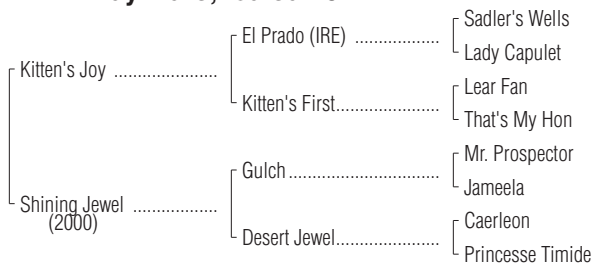 El Prado (IRE) ....................
Sadler's Wells
Lady Capulet
Kitten's Joy ........................
Kitten's First.........................
Lear Fan
That's My Hon
Gulch....................................
Mr. Prospector
Jameela
Shining Jewel ....................
(2000)
Desert Jewel.........................
Caerleon
Princesse Timide